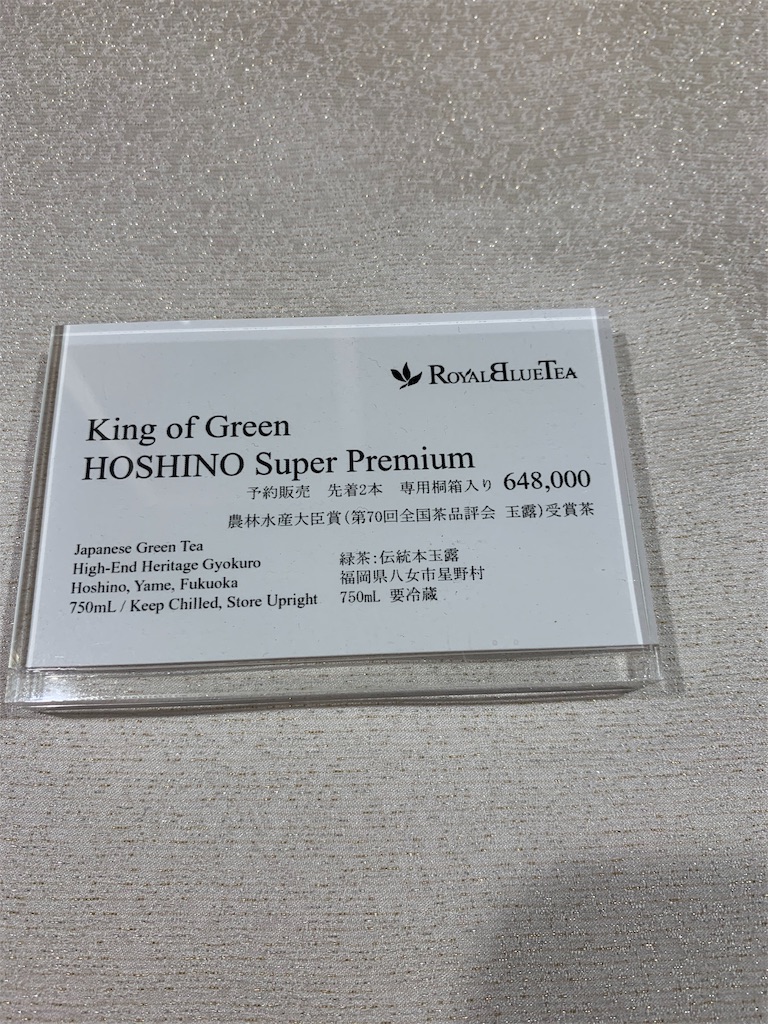 ROYALBLUETEA
King of Green
HOSHINO Super Premium
予約販売 先着2本 専用桐箱入り 648,000
農林水産大臣賞(第70回全国茶品評会 玉露)受賞茶
Japanese Green Tea
High-End Heritage Gyokuro
Hoshino, Yame, Fukuoka
750mL / Keep Chilled, Store Upright
緑茶:伝統本玉露
福岡県八女市星野村
750mL 要冷蔵